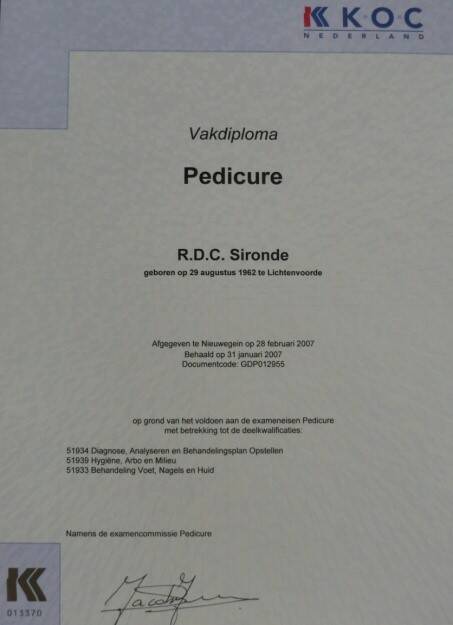 K·O·C
NEDERLAND
Vakdiploma
Pedicure
R.D.C. Sironde
geboren op 29 augustus 1962 te Lichtenvoorde
Afgegeven te Nieuwegein op 28 februari 2007
Behaald op 31 januari 2007
Documentcode: GDP012955
op grond van het voldoen aan de exameneisen Pedicure
met betrekking tot de deelkwalificaties:
51934 Diagnose, Analyseren en Behandelingsplan Opstellen
51939 Hygiëne, Arbo en Milieu
51933 Behandeling Voet, Nagels en Huid
Namens de examencommissie Pedicure
011370